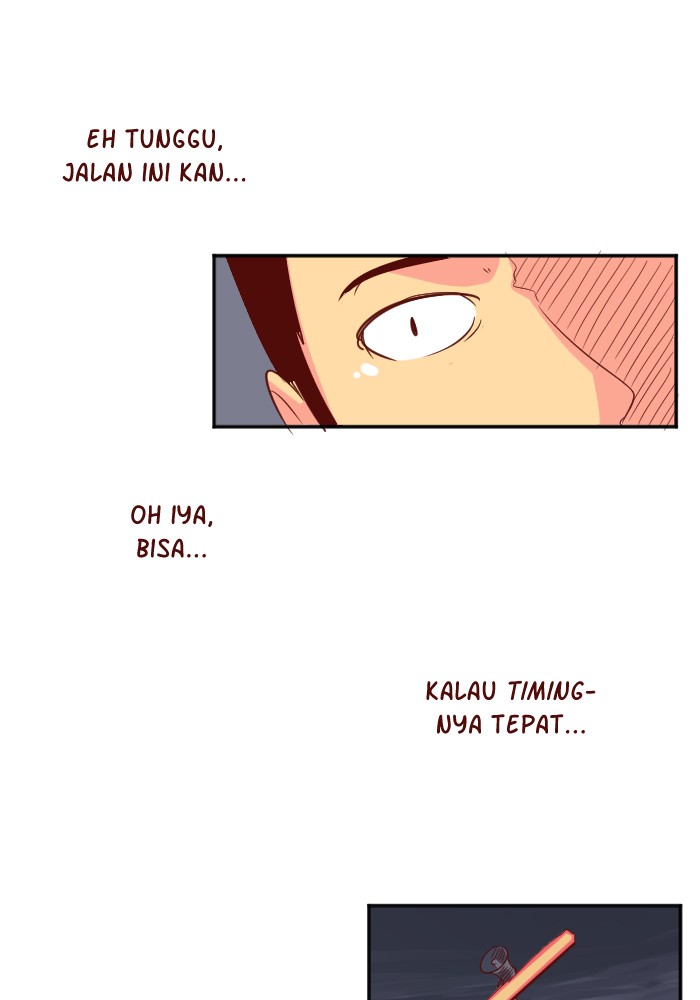 EH TUNGGU,
JALAN INI KAN...
OH IYA,
BISA...
KALAU TIMING-
NYA TEPAT...